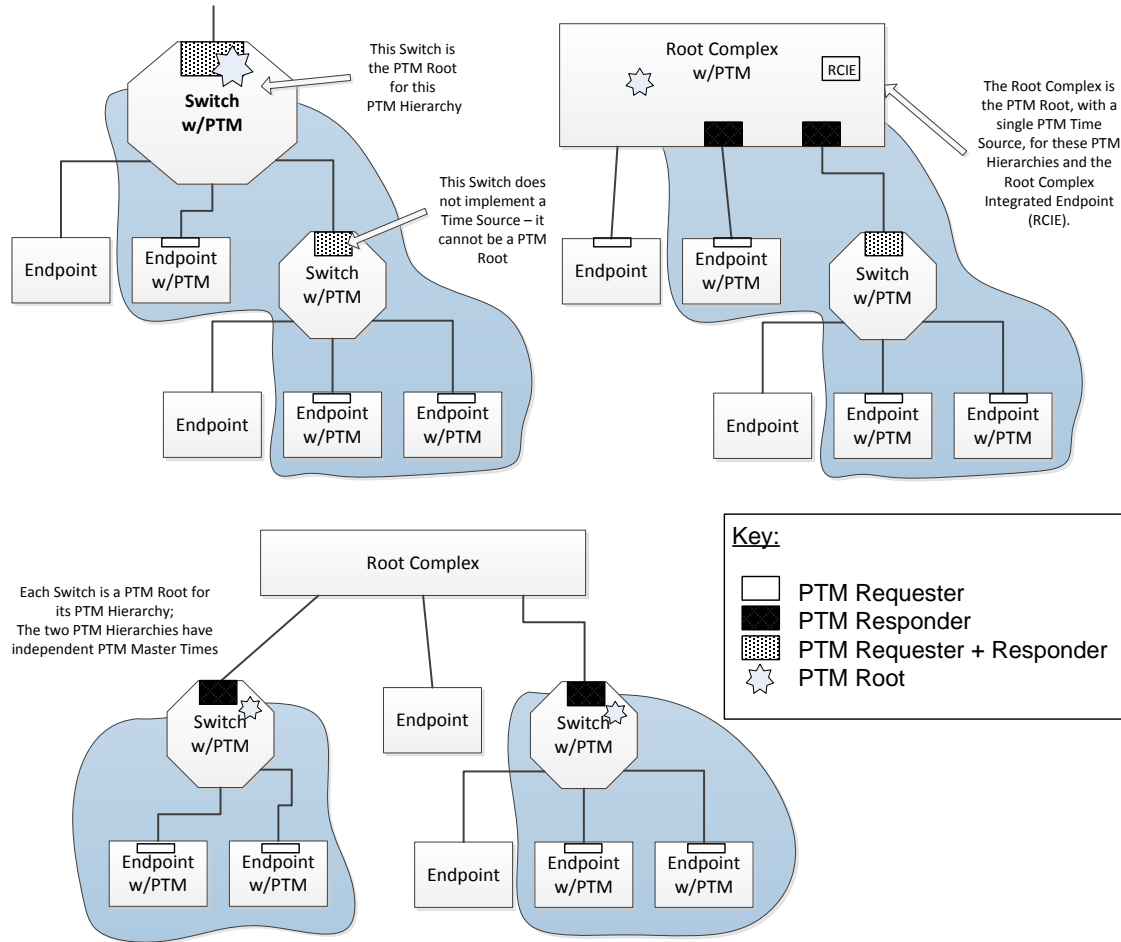 This Switch is
the PTM Root
for this
PTM Hierarchy
Switch
w/PTM
This Switch does
not implement a
Time Source – it
cannot be a PTM
Root
Endpoint
Endpoint
w/PTM
Switch
w/PTM
Endpoint
Endpoint
w/PTM
Endpoint
w/PTM
Root Complex
w/PTM
RCIE
The Root Complex is
the PTM Root, with a
single PTM Time
Source, for these PTM
Hierarchies and the
Root Complex
Integrated Endpoint
(RCIE).
Endpoint
Endpoint
w/PTM
Switch
w/PTM
Endpoint
Endpoint
w/PTM
Endpoint
w/PTM
Root Complex
Each Switch is a PTM Root for
its PTM Hierarchy;
The two PTM Hierarchies have
independent PTM Master Times
Switch
w/PTM
Endpoint
Switch
w/PTM
Endpoint
w/PTM
Endpoint
w/PTM
Endpoint
Endpoint
w/PTM
Endpoint
w/PTM
Key:
PTM Requester
PTM Responder
PTM Requester + Responder
PTM Root